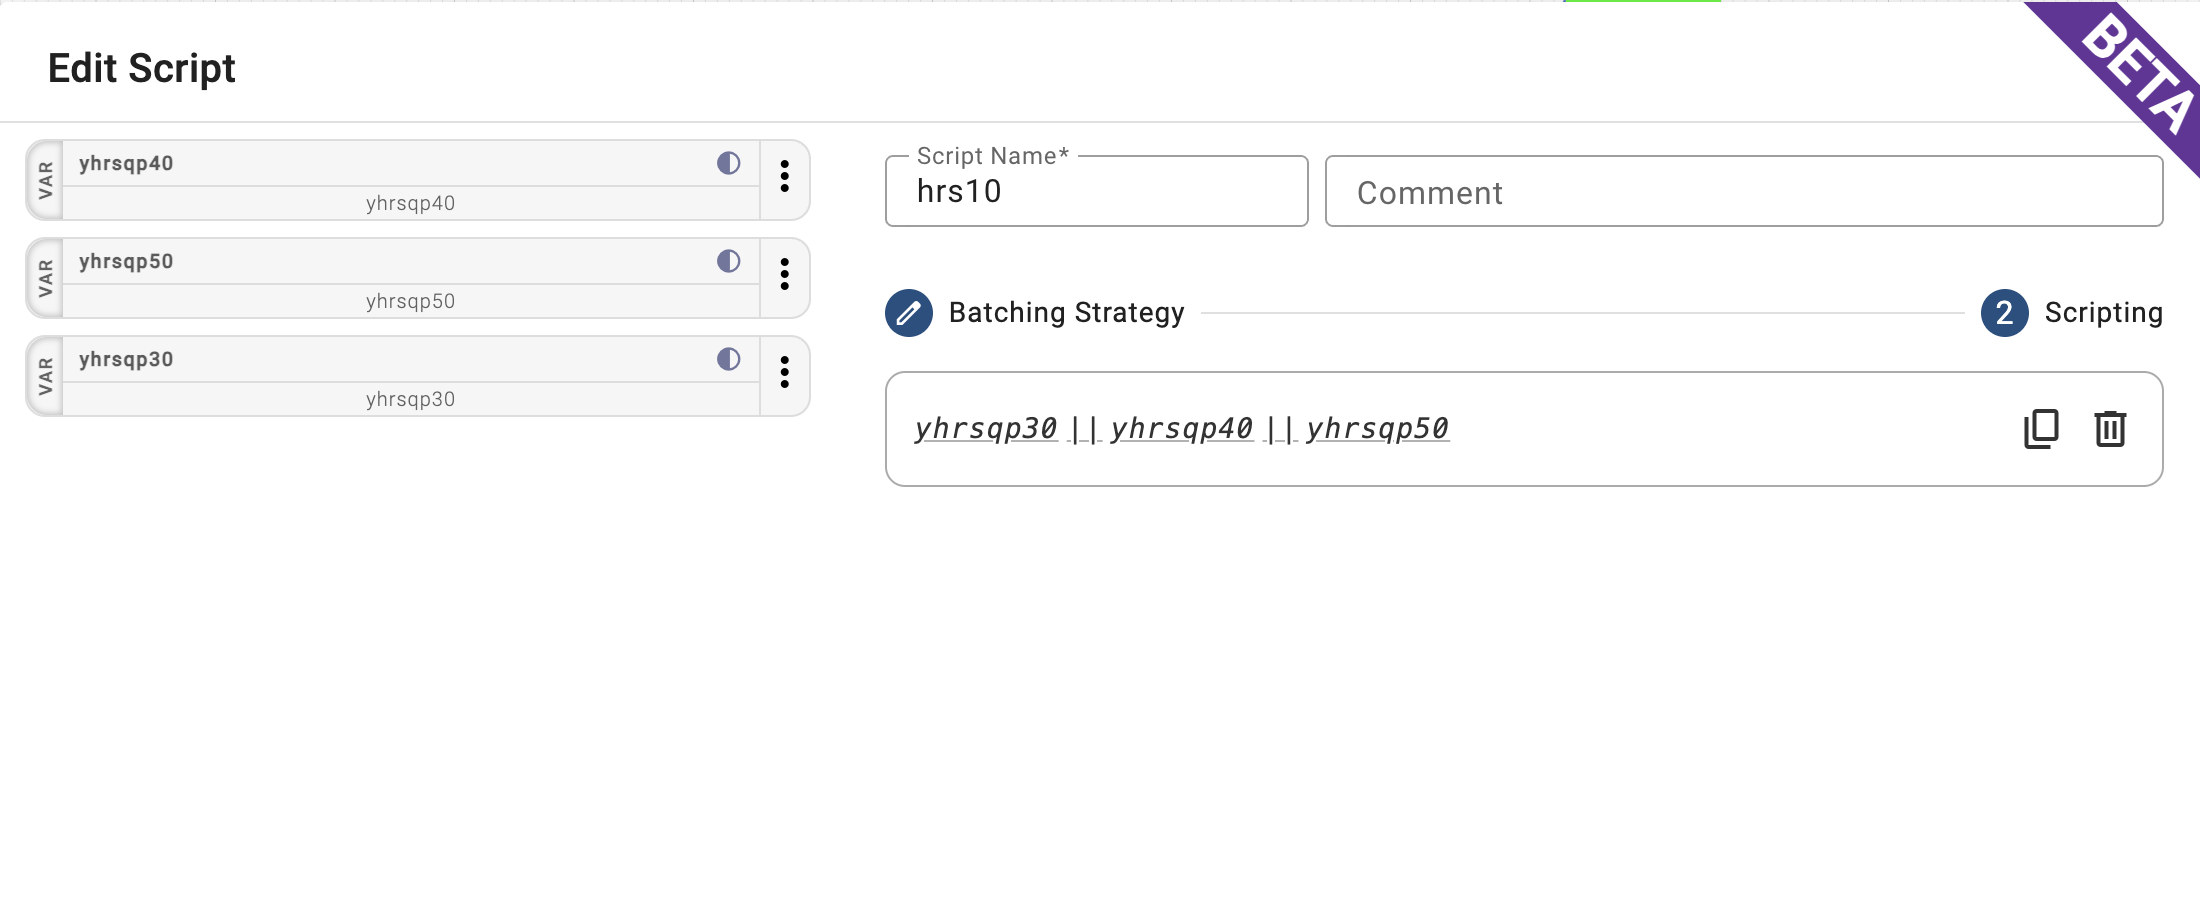 Edit Script
BETA
VAR
yhrsqp40
yhrsqp40
VAR
yhrsqp50
yhrsqp50
VAR
yhrsqp30
yhrsqp30
Script Name*
hrs10
Comment
Batching Strategy
2 Scripting
yhrsqp30 || yhrsqp40 || yhrsqp50